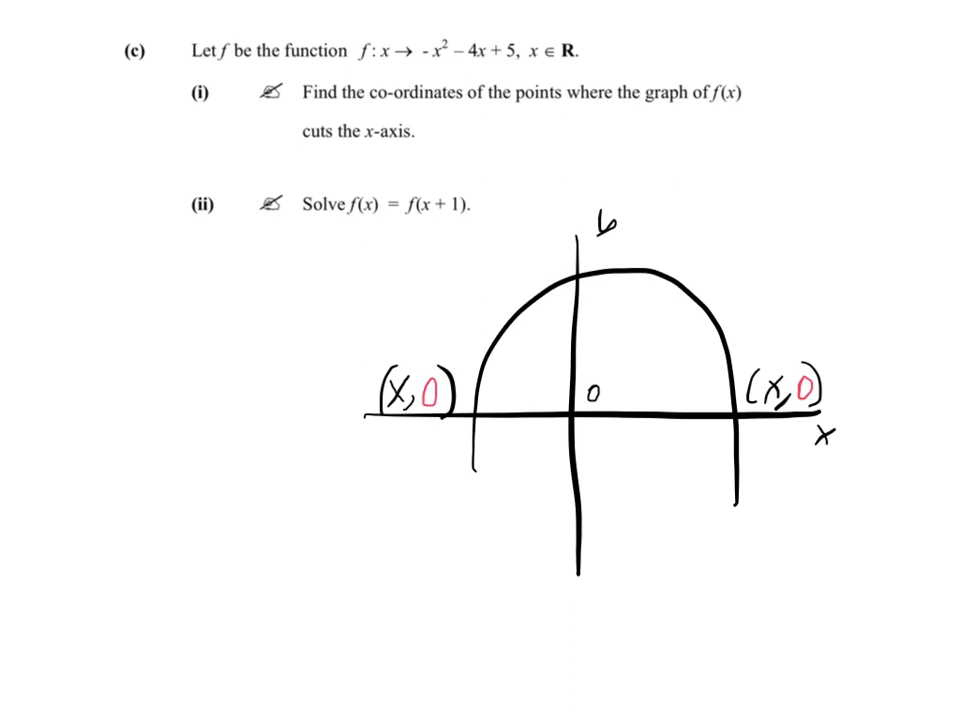 (c) Let f be the function f : x → -x² – 4x + 5, x ∈ R.
(i) Find the co-ordinates of the points where the graph of f(x)
cuts the x-axis.
(ii) Solve f(x) = f(x + 1).
(x,0) 0 (x,0)
x